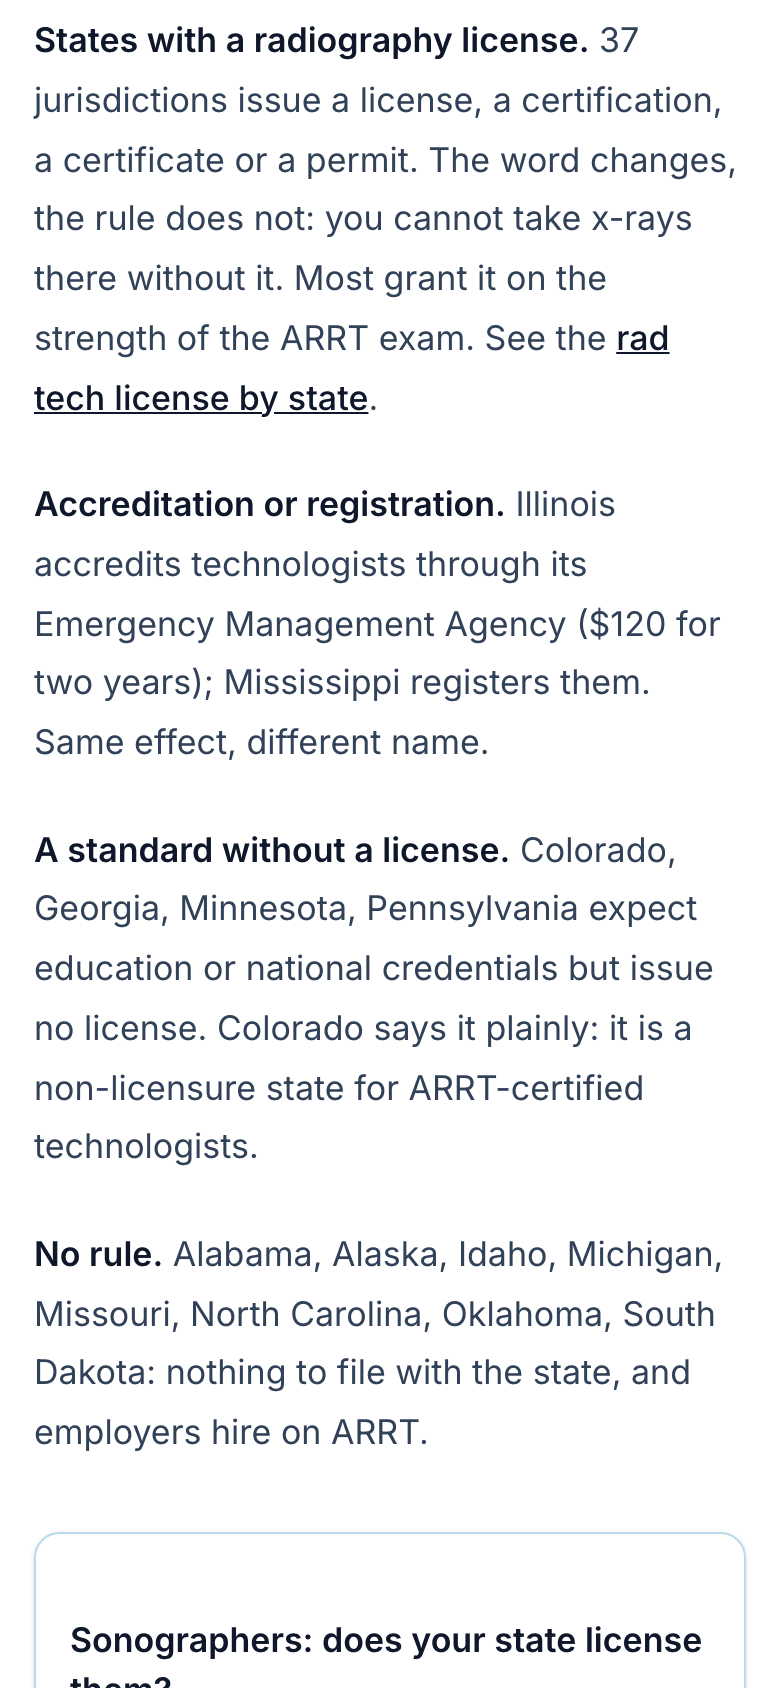 States with a radiography license. 37
jurisdictions issue a license, a certification,
a certificate or a permit. The word changes,
the rule does not: you cannot take x-rays
there without it. Most grant it on the
strength of the ARRT exam. See the rad
tech license by state.
Accreditation or registration. Illinois
accredits technologists through its
Emergency Management Agency ($120 for
two years); Mississippi registers them.
Same effect, different name.
A standard without a license. Colorado,
Georgia, Minnesota, Pennsylvania expect
education or national credentials but issue
no license. Colorado says it plainly: it is a
non-licensure state for ARRT-certified
technologists.
No rule. Alabama, Alaska, Idaho, Michigan,
Missouri, North Carolina, Oklahoma, South
Dakota: nothing to file with the state, and
employers hire on ARRT.
Sonographers: does your state license
them?